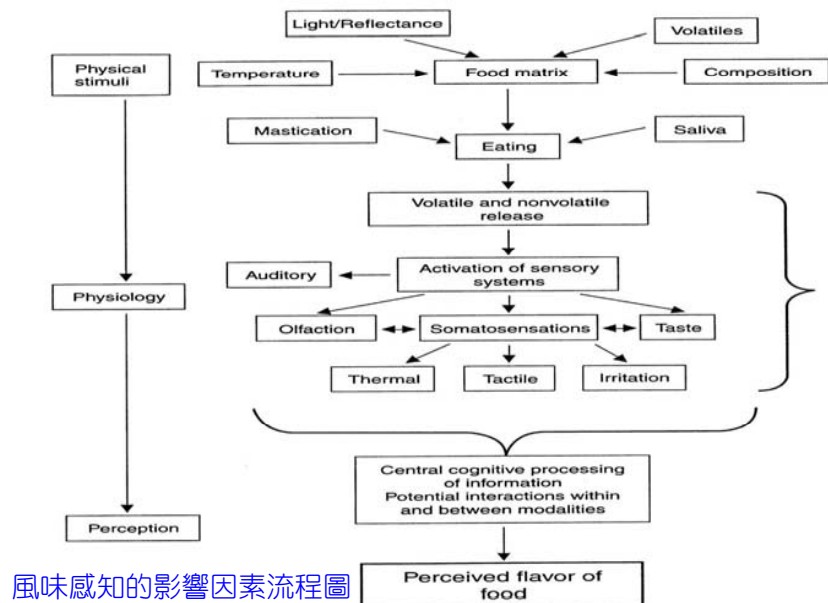 Light/Reflectance
Volatiles
Physical
stimuli
Temperature
Food matrix
Composition
Mastication
Saliva
Eating
Volatile and nonvolatile
release
Auditory
Activation of sensory
systems
Physiology
Olfaction
Somatosensations
Taste
Thermal
Tactile
Irritation
Central cognitive processing
of information
Potential interactions within
and between modalities
Perception
Perceived flavor of
food
風味感知的影響因素流程圖